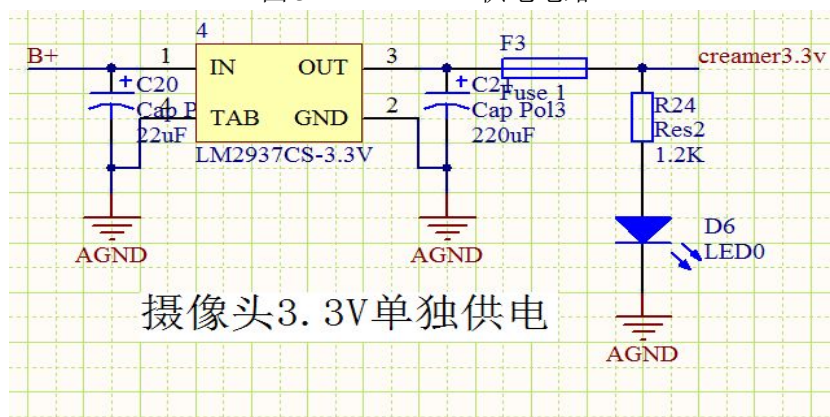 4
B+
1
IN
OUT
3
F3
creamer3.3v
C20
Cap P
22uF
4
TAB
GND
2
Cap Pol3
220uF
Fuse 1
R24
Res2
1.2K
LM2937CS-3.3V
D6
LED0
AGND
AGND
摄像头3.3V单独供电
AGND